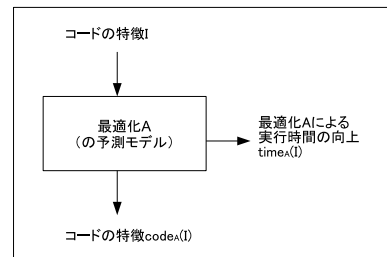 コードの特徴I
最適化A
(の予測モデル)
最適化Aによる
実行時間の向上
timeA(I)
コードの特徴codeA(I)